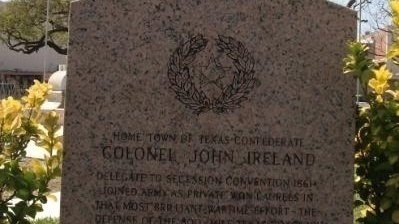 HOME TOWN OF TEXAS CONFEDERATE
COLONEL JOHN IRELAND
DELEGATE TO SECESSION CONVENTION 1861.
JOINED ARMY AS PRIVATE. WON LAURELS IN
THAT MOST BRILLIANT WARTIME EFFORT - THE
DEFENSE OF THE